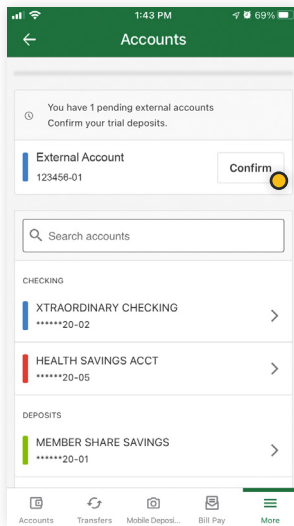 1:43 PM
69%
Accounts
You have 1 pending external accounts
Confirm your trial deposits.
External Account
123456-01
Confirm
Search accounts
CHECKING
XTRAORDINARY CHECKING
******20-02
HEALTH SAVINGS ACCT
******20-05
DEPOSITS
MEMBER SHARE SAVINGS
******20-01
Accounts
Transfers
Mobile Deposi...
Bill Pay
More